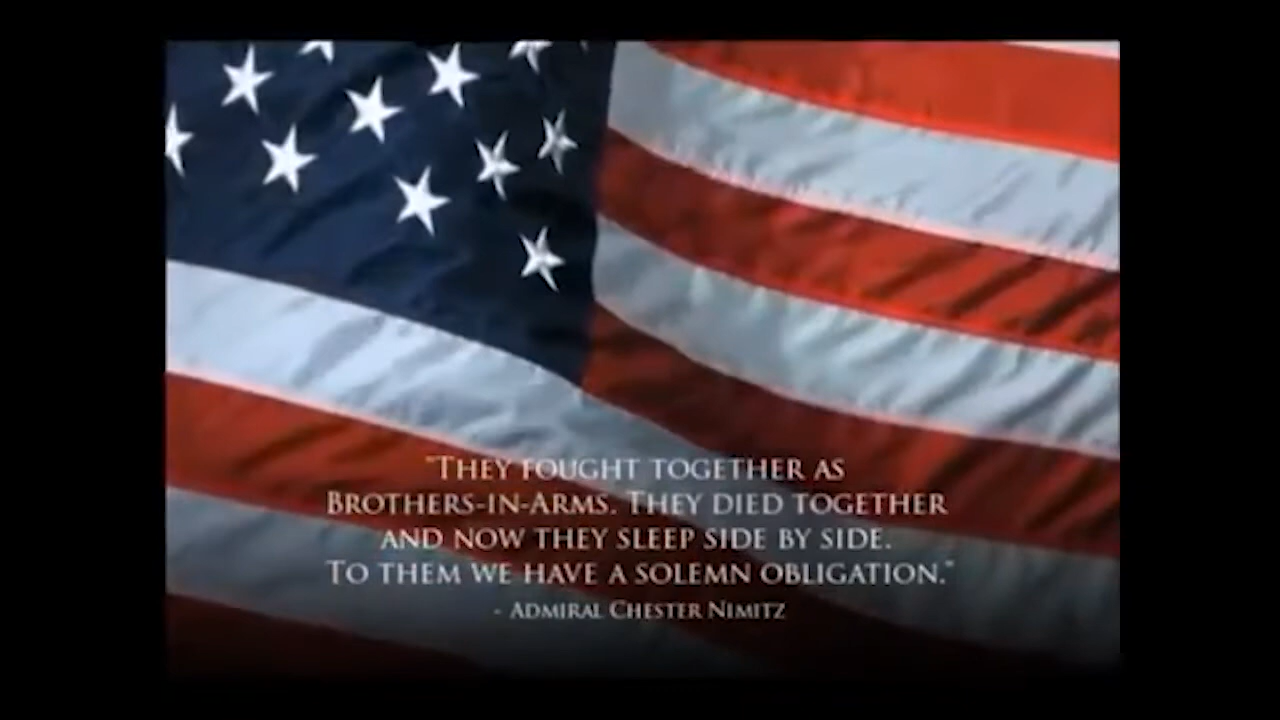 "They fought together as
Brothers-in-Arms. They died together
and now they sleep side by side.
To them we have a solemn obligation."
- Admiral Chester Nimitz